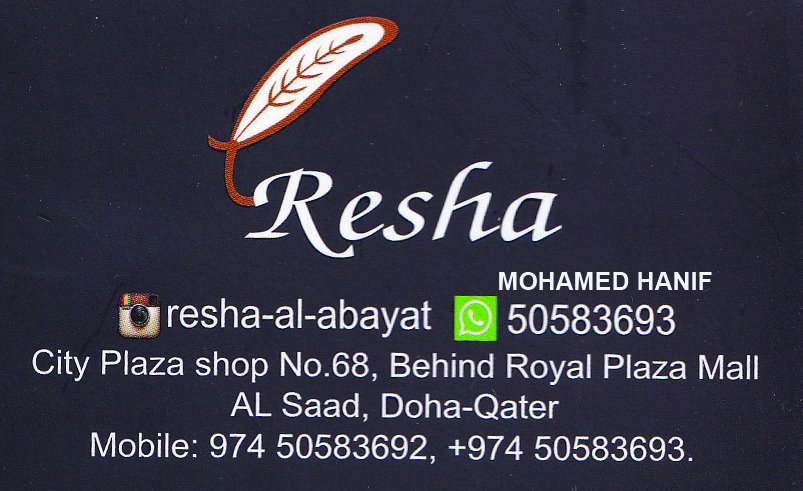 Resha
MOHAMED HANIF
resha-al-abayat 50583693
City Plaza shop No.68, Behind Royal Plaza Mall
AL Saad, Doha-Qater
Mobile: 974 50583692, +974 50583693.